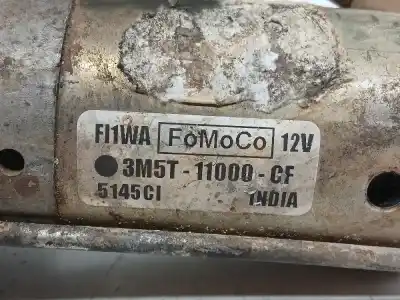 FI1WA FoMoCo 12V
3M5T-11000-CF
5145CI INDIA